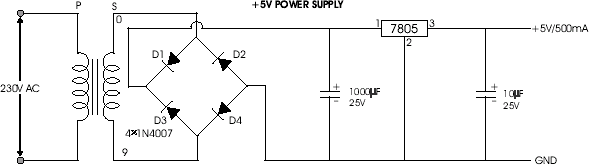 +5V POWER SUPPLY
P
S
0
1
7805
3
+5V/500mA
2
D1
D2
230V AC
1000µF
25V
10µF
25V
D3
D4
4×1N4007
9
GND